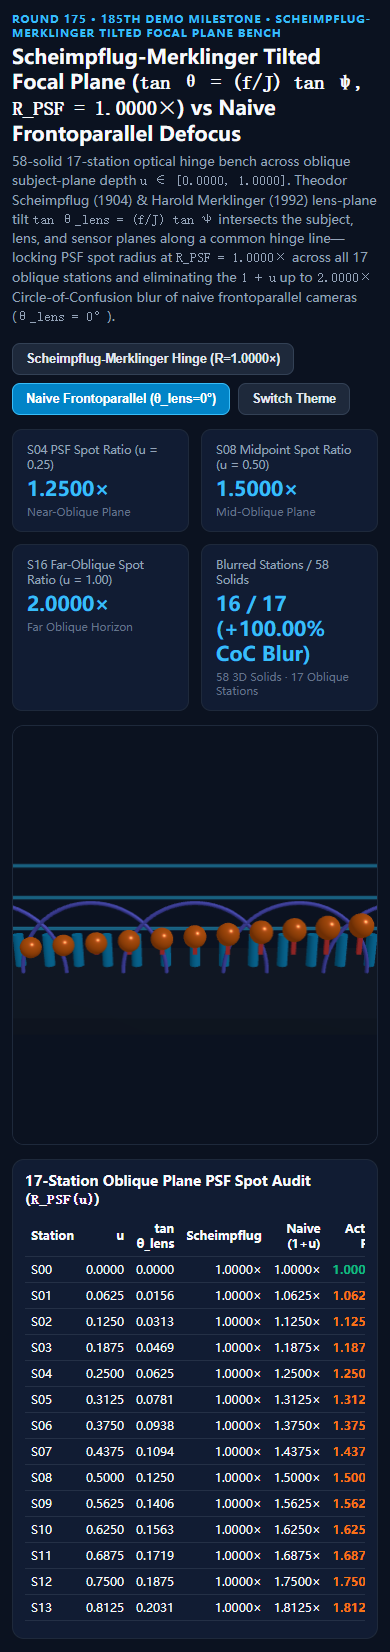 ROUND 175 • 185TH DEMO MILESTONE • SCHEIMPFLUG-
MERKLINGER TILTED FOCAL PLANE BENCH
Scheimpflug-Merklinger Tilted
Focal Plane (tan θ = (f/J) tan ψ,
R_PSF = 1.0000×) vs Naive
Frontoparallel Defocus
58-solid 17-station optical hinge bench across oblique
subject-plane depth u ∈ [0.0000, 1.0000]. Theodor
Scheimpflug (1904) & Harold Merklinger (1992) lens-plane
tilt tan θ_lens = (f/J) tan ψ intersects the subject,
lens, and sensor planes along a common hinge line—
locking PSF spot radius at R_PSF = 1.0000× across all 17
oblique stations and eliminating the 1 + u up to 2.0000×
Circle-of-Confusion blur of naive frontoparallel cameras
(θ_lens = 0°).
Scheimpflug-Merklinger Hinge (R=1.0000×)
Naive Frontoparallel (θ_lens=0°) Switch Theme
S04 PSF Spot Ratio (u =
0.25)
1.2500×
Near-Oblique Plane
S08 Midpoint Spot Ratio
(u = 0.50)
1.5000×
Mid-Oblique Plane
S16 Far-Oblique Spot
Ratio (u = 1.00)
2.0000×
Far Oblique Horizon
Blurred Stations / 58
Solids
16 / 17
(+100.00%
CoC Blur)
58 3D Solids · 17 Oblique
Stations
17-Station Oblique Plane PSF Spot Audit
(R_PSF(u))
Station u tan θ_lens Scheimpflug Naive (1+u) Act
S00 0.0000 0.0000 1.0000× 1.0000× 1.000
S01 0.0625 0.0156 1.0000× 1.0625× 1.062
S02 0.1250 0.0313 1.0000× 1.1250× 1.125
S03 0.1875 0.0469 1.0000× 1.1875× 1.187
S04 0.2500 0.0625 1.0000× 1.2500× 1.250
S05 0.3125 0.0781 1.0000× 1.3125× 1.312
S06 0.3750 0.0938 1.0000× 1.3750× 1.375
S07 0.4375 0.1094 1.0000× 1.4375× 1.437
S08 0.5000 0.1250 1.0000× 1.5000× 1.500
S09 0.5625 0.1406 1.0000× 1.5625× 1.562
S10 0.6250 0.1563 1.0000× 1.6250× 1.625
S11 0.6875 0.1719 1.0000× 1.6875× 1.687
S12 0.7500 0.1875 1.0000× 1.7500× 1.750
S13 0.8125 0.2031 1.0000× 1.8125× 1.812